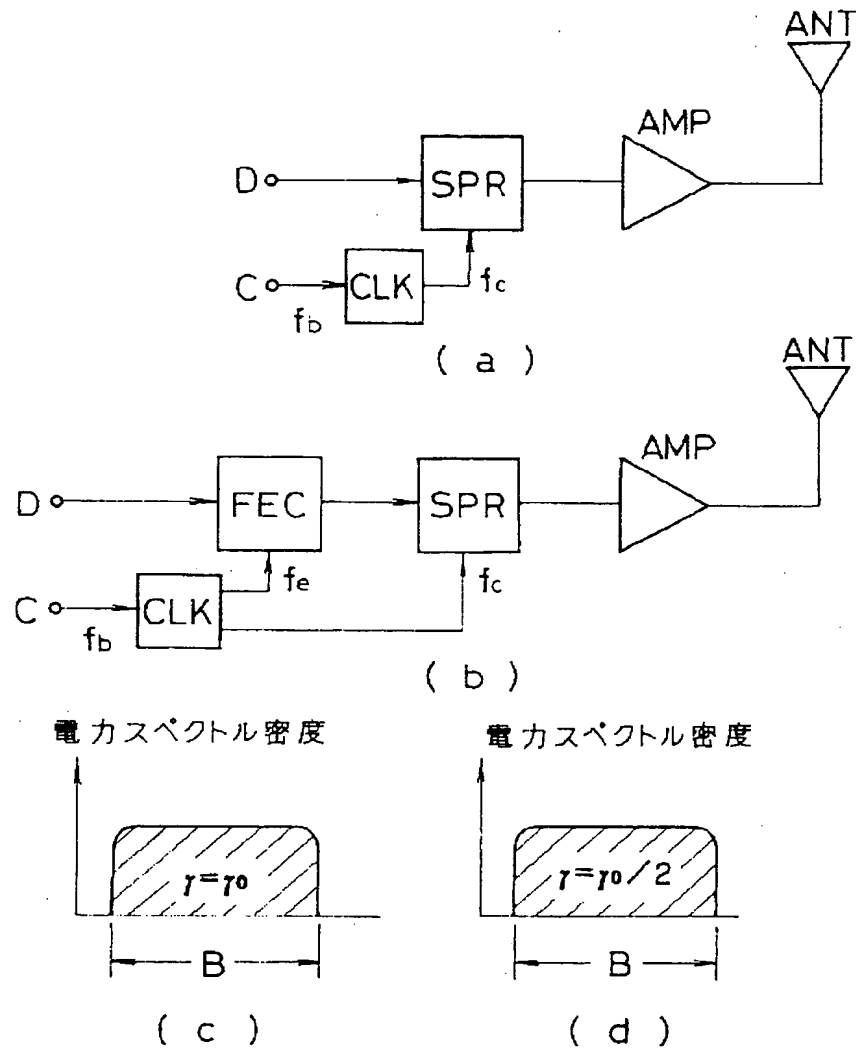 ANT
AMP
D
SPR
C
CLK
fb
fc
( a )
ANT
AMP
D
FEC
SPR
C
CLK
fb
fe
fc
( b )
電力スペクトル密度
電力スペクトル密度
γ=γ0
γ=γ0/2
B
B
( c )
( d )